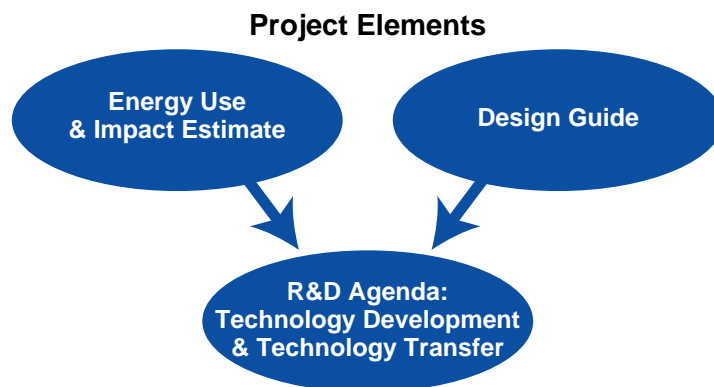 Project Elements
Energy Use
& Impact Estimate
Design Guide
R&D Agenda:
Technology Development
& Technology Transfer